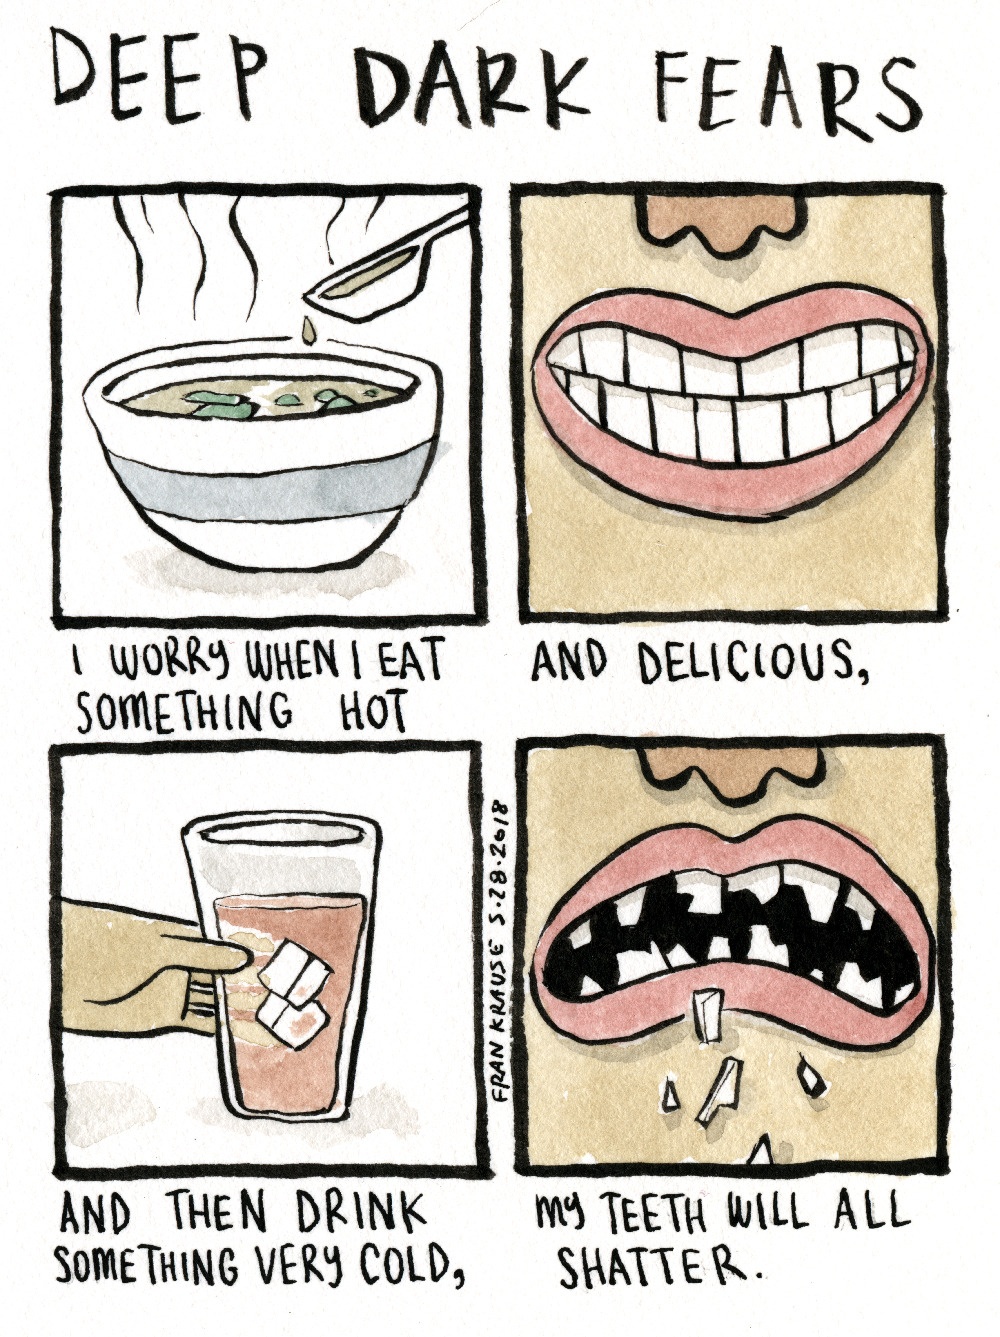 DEEP DARK FEARS
I WORRY WHEN I EAT
SOMETHING HOT
AND DELICIOUS,
AND THEN DRINK
SOMETHING VERY COLD,
FRAN KRAUSE 5.28.2018
MY TEETH WILL ALL
SHATTER.